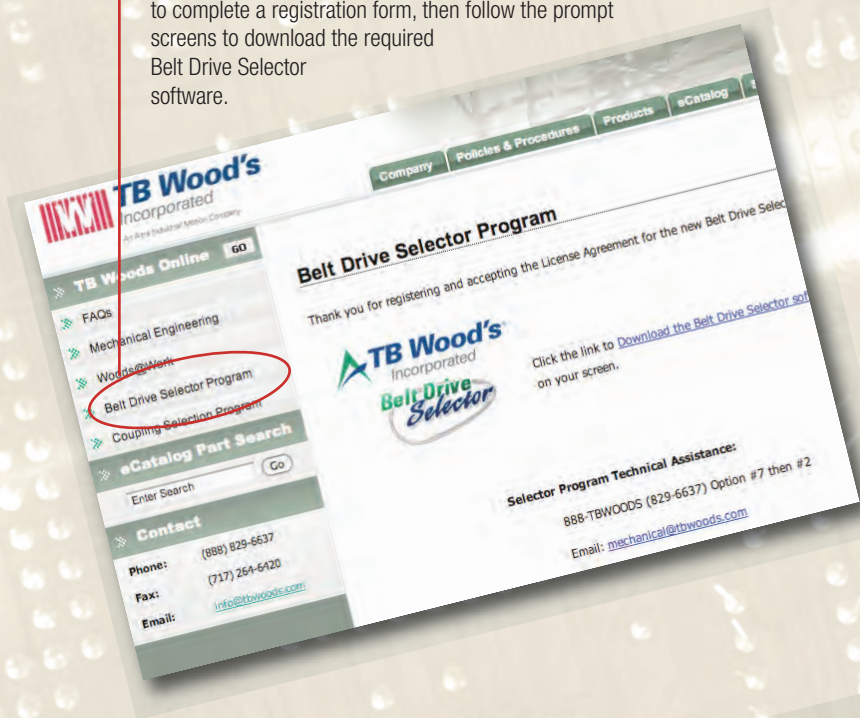 to complete a registration form, then follow the prompt
screens to download the required
Belt Drive Selector
software.
TB Wood's
Incorporated
An Altra Industrial Motion Company
Company
Policies & Procedures
Products
eCatalog
TB Woods Online GO
FAQs
Mechanical Engineering
Woods@Work
Belt Drive Selector Program
Coupling Selection Program
eCatalog Part Search
Enter Search
Go
Contact
Phone: (888) 829-6637
Fax: (717) 264-6420
Email: info@tbwoods.com
Belt Drive Selector Program
Thank you for registering and accepting the License Agreement for the new Belt Drive Selec
TB Wood's
Incorporated
Belt Drive
Selector
Click the link to Download the Belt Drive Selector sof
on your screen.
Selector Program Technical Assistance:
888-TBWOODS (829-6637) Option #7 then #2
Email: mechanical@tbwoods.com